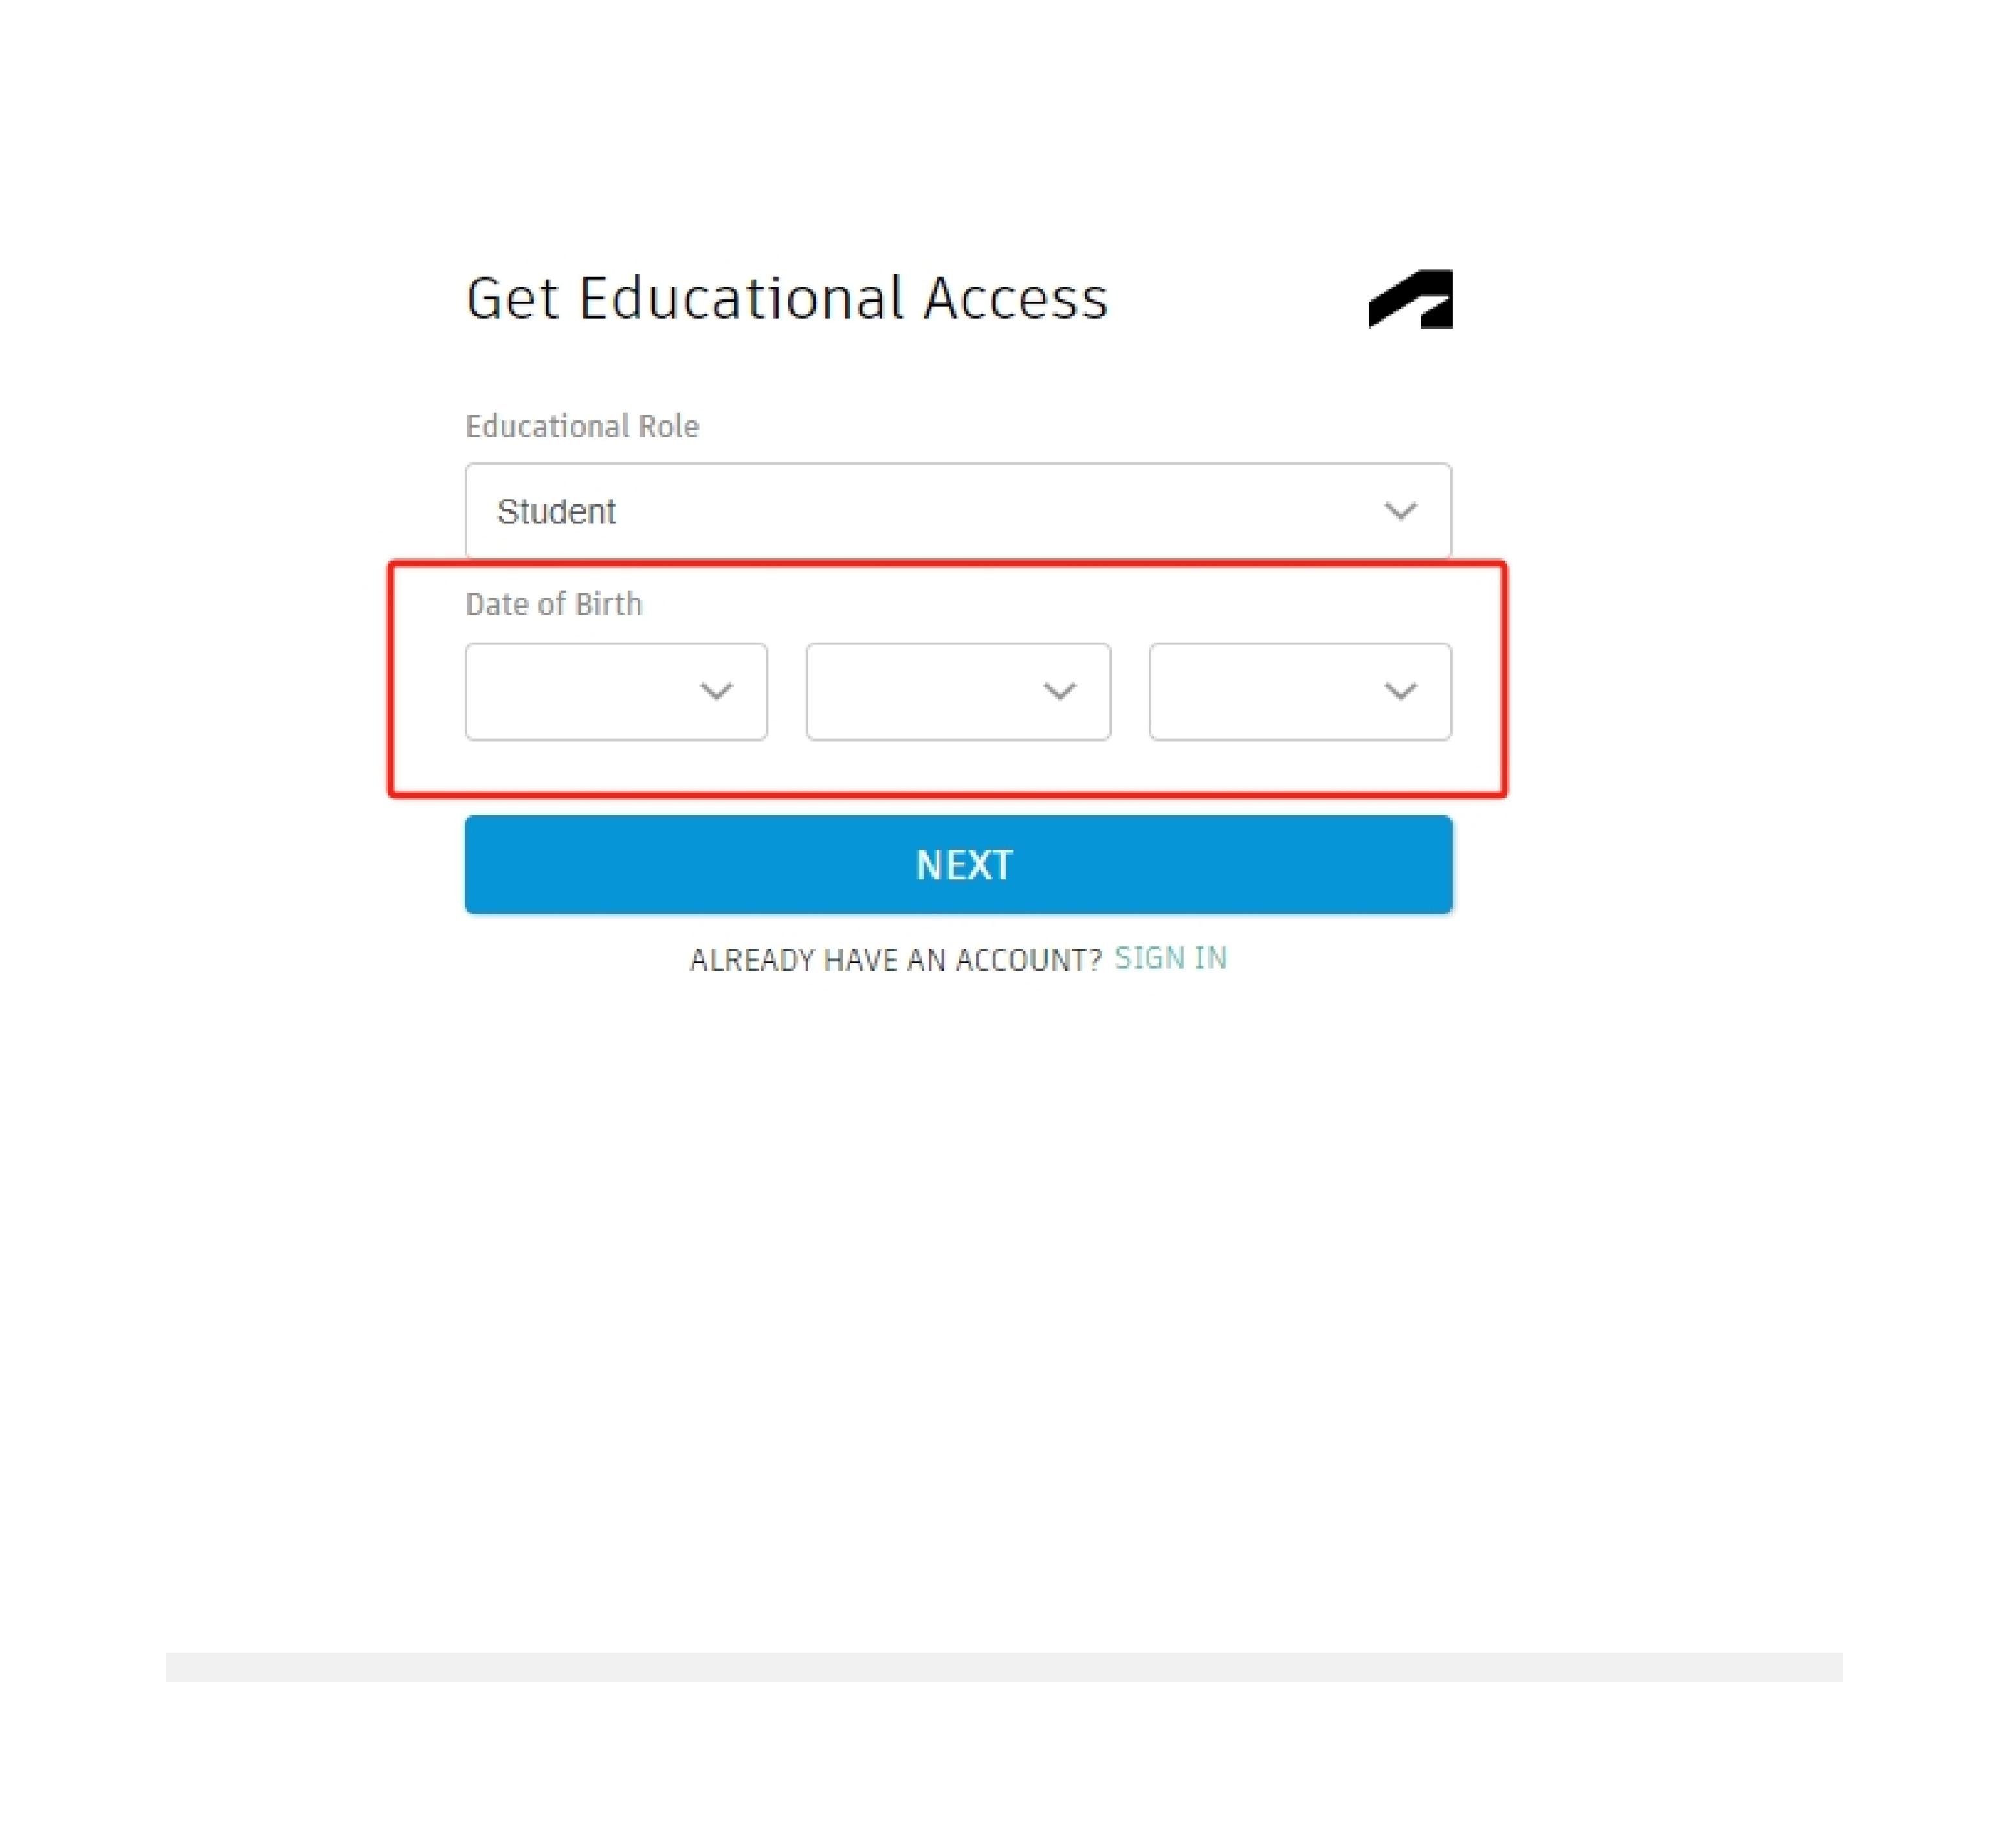 Get Educational Access
Educational Role
Student
Date of Birth
NEXT
ALREADY HAVE AN ACCOUNT? SIGN IN